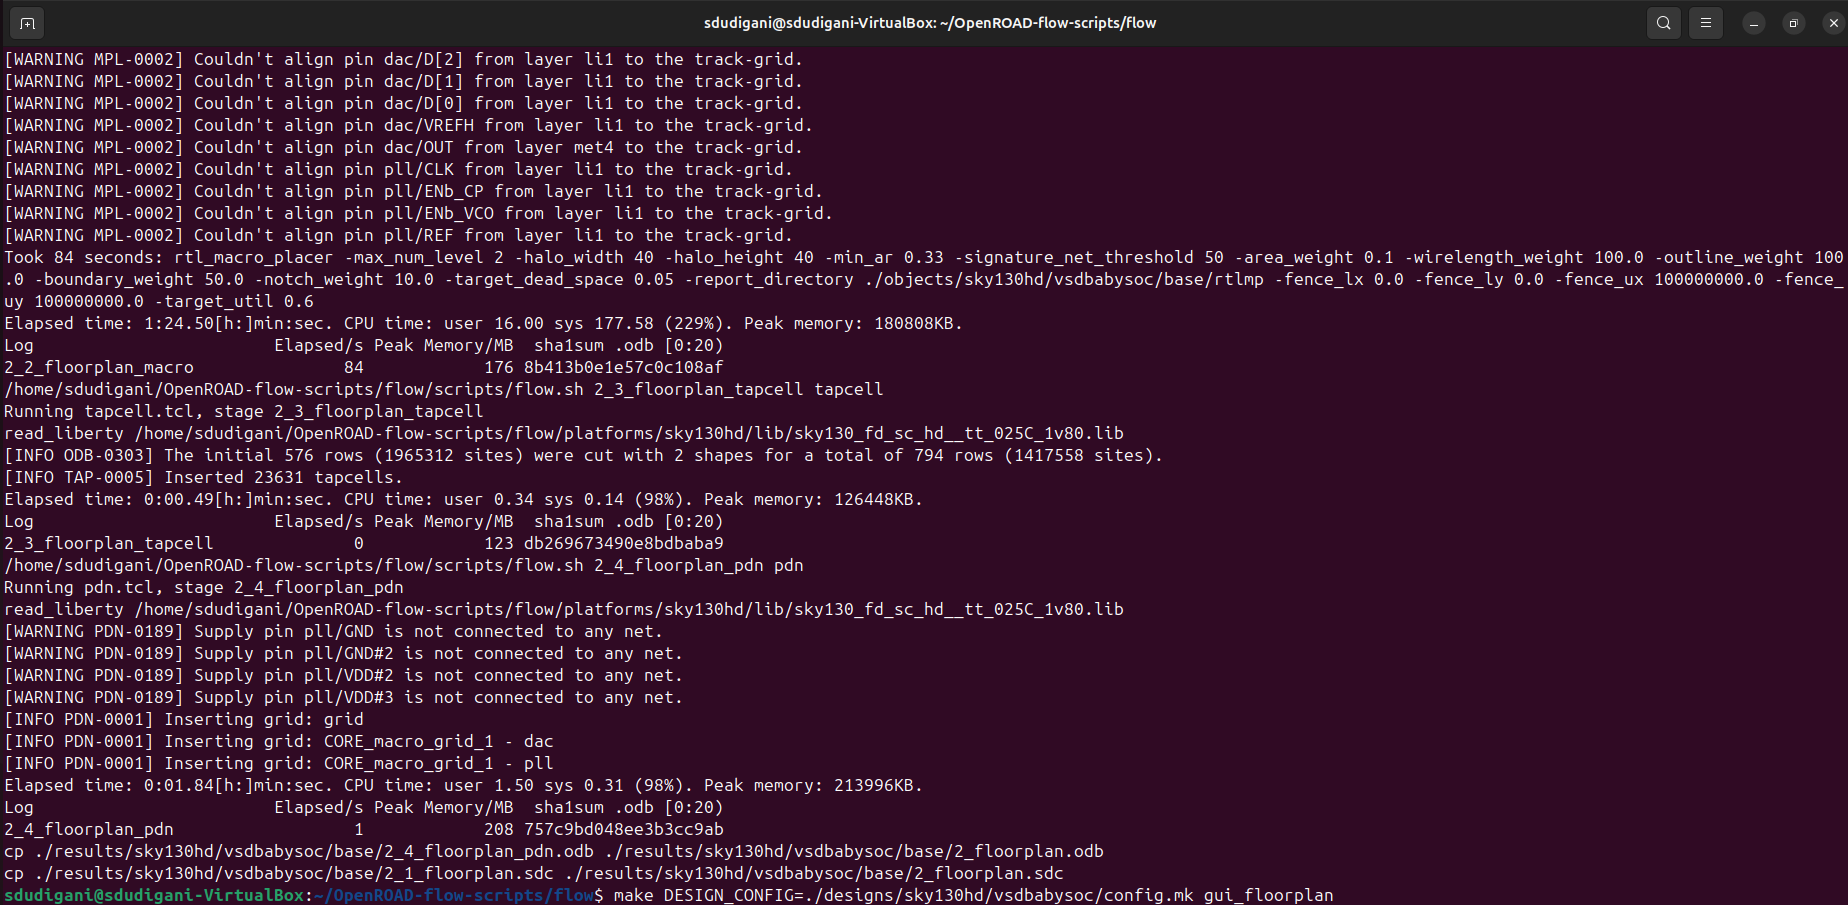 sdudigani@sdudigani-VirtualBox: ~/OpenROAD-flow-scripts/flow
[WARNING MPL-0002] Couldn't align pin dac/D[2] from layer li1 to the track-grid.
[WARNING MPL-0002] Couldn't align pin dac/D[1] from layer li1 to the track-grid.
[WARNING MPL-0002] Couldn't align pin dac/D[0] from layer li1 to the track-grid.
[WARNING MPL-0002] Couldn't align pin dac/VREFH from layer li1 to the track-grid.
[WARNING MPL-0002] Couldn't align pin dac/OUT from layer met4 to the track-grid.
[WARNING MPL-0002] Couldn't align pin pll/CLK from layer li1 to the track-grid.
[WARNING MPL-0002] Couldn't align pin pll/ENb_CP from layer li1 to the track-grid.
[WARNING MPL-0002] Couldn't align pin pll/ENb_VCO from layer li1 to the track-grid.
[WARNING MPL-0002] Couldn't align pin pll/REF from layer li1 to the track-grid.
Took 84 seconds: rtl_macro_placer -max_num_level 2 -halo_width 40 -halo_height 40 -min_ar 0.33 -signature_net_threshold 50 -area_weight 0.1 -wirelength_weight 100.0 -outline_weight 100
.0 -boundary_weight 50.0 -notch_weight 10.0 -target_dead_space 0.05 -report_directory ./objects/sky130hd/vsdbabysoc/base/rtlmp -fence_lx 0.0 -fence_ly 0.0 -fence_ux 100000000.0 -fence_
uy 100000000.0 -target_util 0.6
Elapsed time: 1:24.50[h:]min:sec. CPU time: user 16.00 sys 177.58 (229%). Peak memory: 180808KB.
Log                        Elapsed/s Peak Memory/MB  sha1sum .odb [0:20)
2_2_floorplan_macro               84            176 8b413b0e1e57c0c108af
/home/sdudigani/OpenROAD-flow-scripts/flow/scripts/flow.sh 2_3_floorplan_tapcell tapcell
Running tapcell.tcl, stage 2_3_floorplan_tapcell
read_liberty /home/sdudigani/OpenROAD-flow-scripts/flow/platforms/sky130hd/lib/sky130_fd_sc_hd__tt_025C_1v80.lib
[INFO ODB-0303] The initial 576 rows (1965312 sites) were cut with 2 shapes for a total of 794 rows (1417558 sites).
[INFO TAP-0005] Inserted 23631 tapcells.
Elapsed time: 0:00.49[h:]min:sec. CPU time: user 0.34 sys 0.14 (98%). Peak memory: 126448KB.
Log                        Elapsed/s Peak Memory/MB  sha1sum .odb [0:20)
2_3_floorplan_tapcell              0            123 db269673490e8bdbaba9
/home/sdudigani/OpenROAD-flow-scripts/flow/scripts/flow.sh 2_4_floorplan_pdn pdn
Running pdn.tcl, stage 2_4_floorplan_pdn
read_liberty /home/sdudigani/OpenROAD-flow-scripts/flow/platforms/sky130hd/lib/sky130_fd_sc_hd__tt_025C_1v80.lib
[WARNING PDN-0189] Supply pin pll/GND is not connected to any net.
[WARNING PDN-0189] Supply pin pll/GND#2 is not connected to any net.
[WARNING PDN-0189] Supply pin pll/VDD#2 is not connected to any net.
[WARNING PDN-0189] Supply pin pll/VDD#3 is not connected to any net.
[INFO PDN-0001] Inserting grid: grid
[INFO PDN-0001] Inserting grid: CORE_macro_grid_1 - dac
[INFO PDN-0001] Inserting grid: CORE_macro_grid_1 - pll
Elapsed time: 0:01.84[h:]min:sec. CPU time: user 1.50 sys 0.31 (98%). Peak memory: 213996KB.
Log                        Elapsed/s Peak Memory/MB  sha1sum .odb [0:20)
2_4_floorplan_pdn                  1            208 757c9bd048ee3b3cc9ab
cp ./results/sky130hd/vsdbabysoc/base/2_4_floorplan_pdn.odb ./results/sky130hd/vsdbabysoc/base/2_floorplan.odb
cp ./results/sky130hd/vsdbabysoc/base/2_1_floorplan.sdc ./results/sky130hd/vsdbabysoc/base/2_floorplan.sdc
sdudigani@sdudigani-VirtualBox:~/OpenROAD-flow-scripts/flow$ make DESIGN_CONFIG=./designs/sky130hd/vsdbabysoc/config.mk gui_floorplan